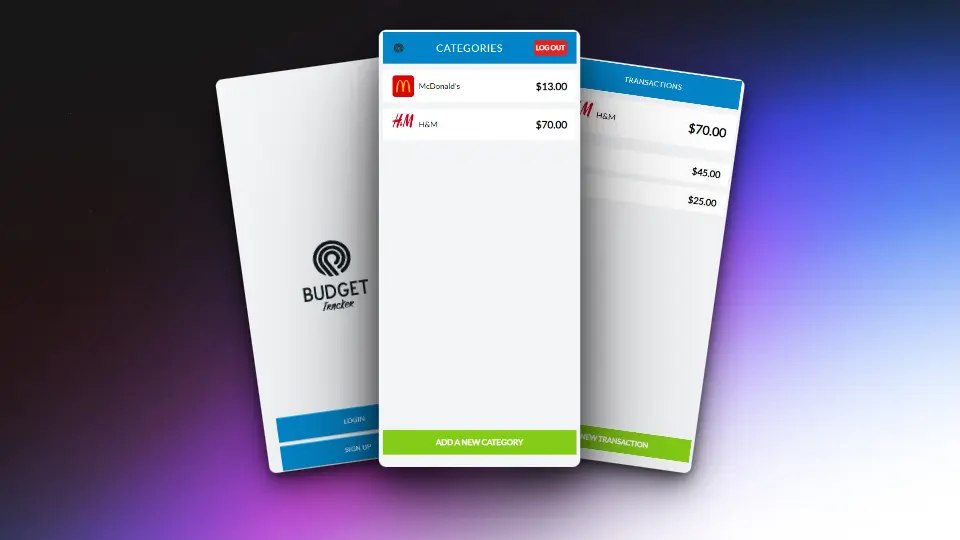 BUDGET
Tracker
LOGIN
SIGN UP
CATEGORIES
LOG OUT
McDonald's
$13.00
H&M
H&M
$70.00
ADD A NEW CATEGORY
TRANSACTIONS
H&M
$70.00
$45.00
$25.00
NEW TRANSACTION